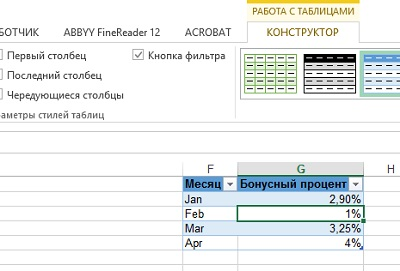 РАБОТА С ТАБЛИЦАМИ
БОТЧИК ABBYY FineReader 12 ACROBAT КОНСТРУКТОР
Первый столбец Кнопка фильтра
Последний столбец
Чередующиеся столбцы
раметры стилей таблиц
F G H
Месяц Бонусный процент
Jan 2,90%
Feb 1%
Mar 3,25%
Apr 4%